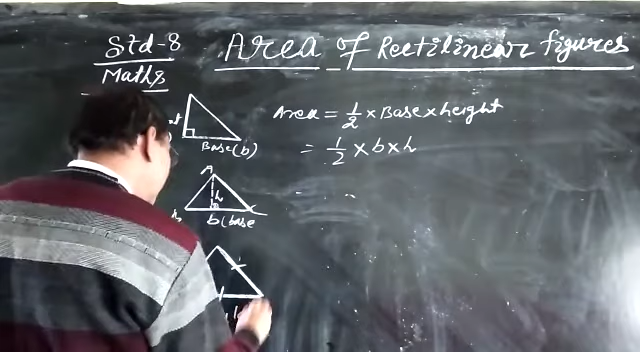 Std-8
Maths
Area of Rectilinear figures
Area = 1/2 × Base × height
= 1/2 × b × h
Base(b)
A
h
b(base
C